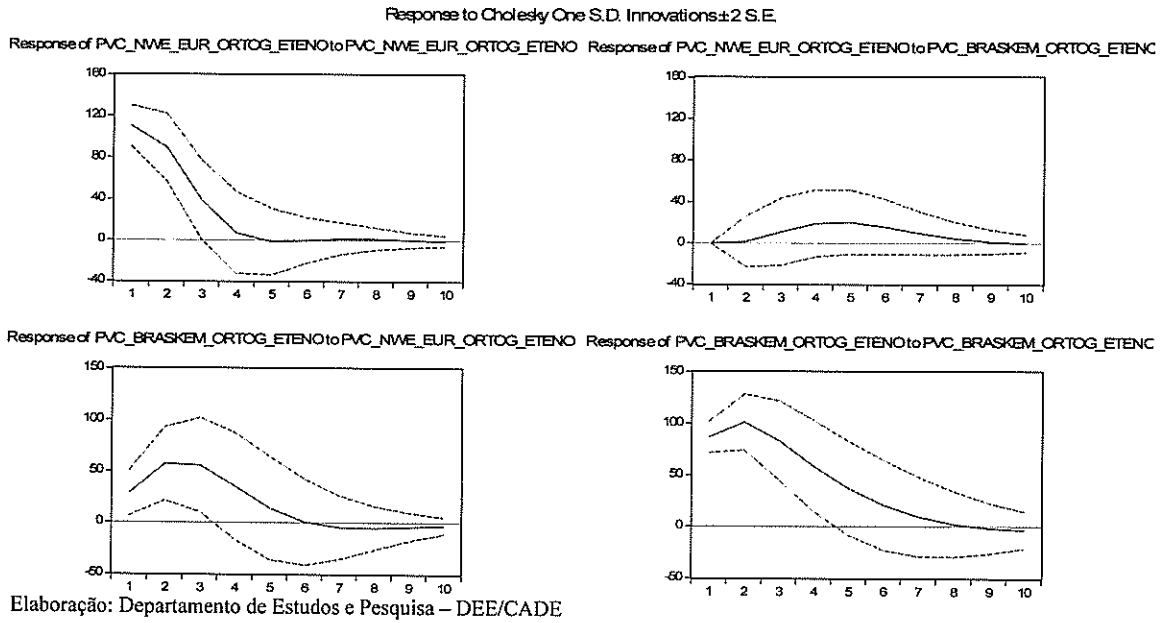 Response to Cholesky One S.D. Innovations ± 2 S.E.
Response of PVC_NWE_EUR_ORTOG_ETENO to PVC_NWE_EUR_ORTOG_ETENO
Response of PVC_NWE_EUR_ORTOG_ETENO to PVC_BRASKEM_ORTOG_ETENO
160
120
80
40
0
-40
1 2 3 4 5 6 7 8 9 10
160
120
80
40
0
-40
1 2 3 4 5 6 7 8 9 10
Response of PVC_BRASKEM_ORTOG_ETENO to PVC_NWE_EUR_ORTOG_ETENO
Response of PVC_BRASKEM_ORTOG_ETENO to PVC_BRASKEM_ORTOG_ETENO
150
100
50
0
-50
1 2 3 4 5 6 7 8 9 10
150
100
50
0
-50
1 2 3 4 5 6 7 8 9 10
Elaboração: Departamento de Estudos e Pesquisa – DEE/CADE